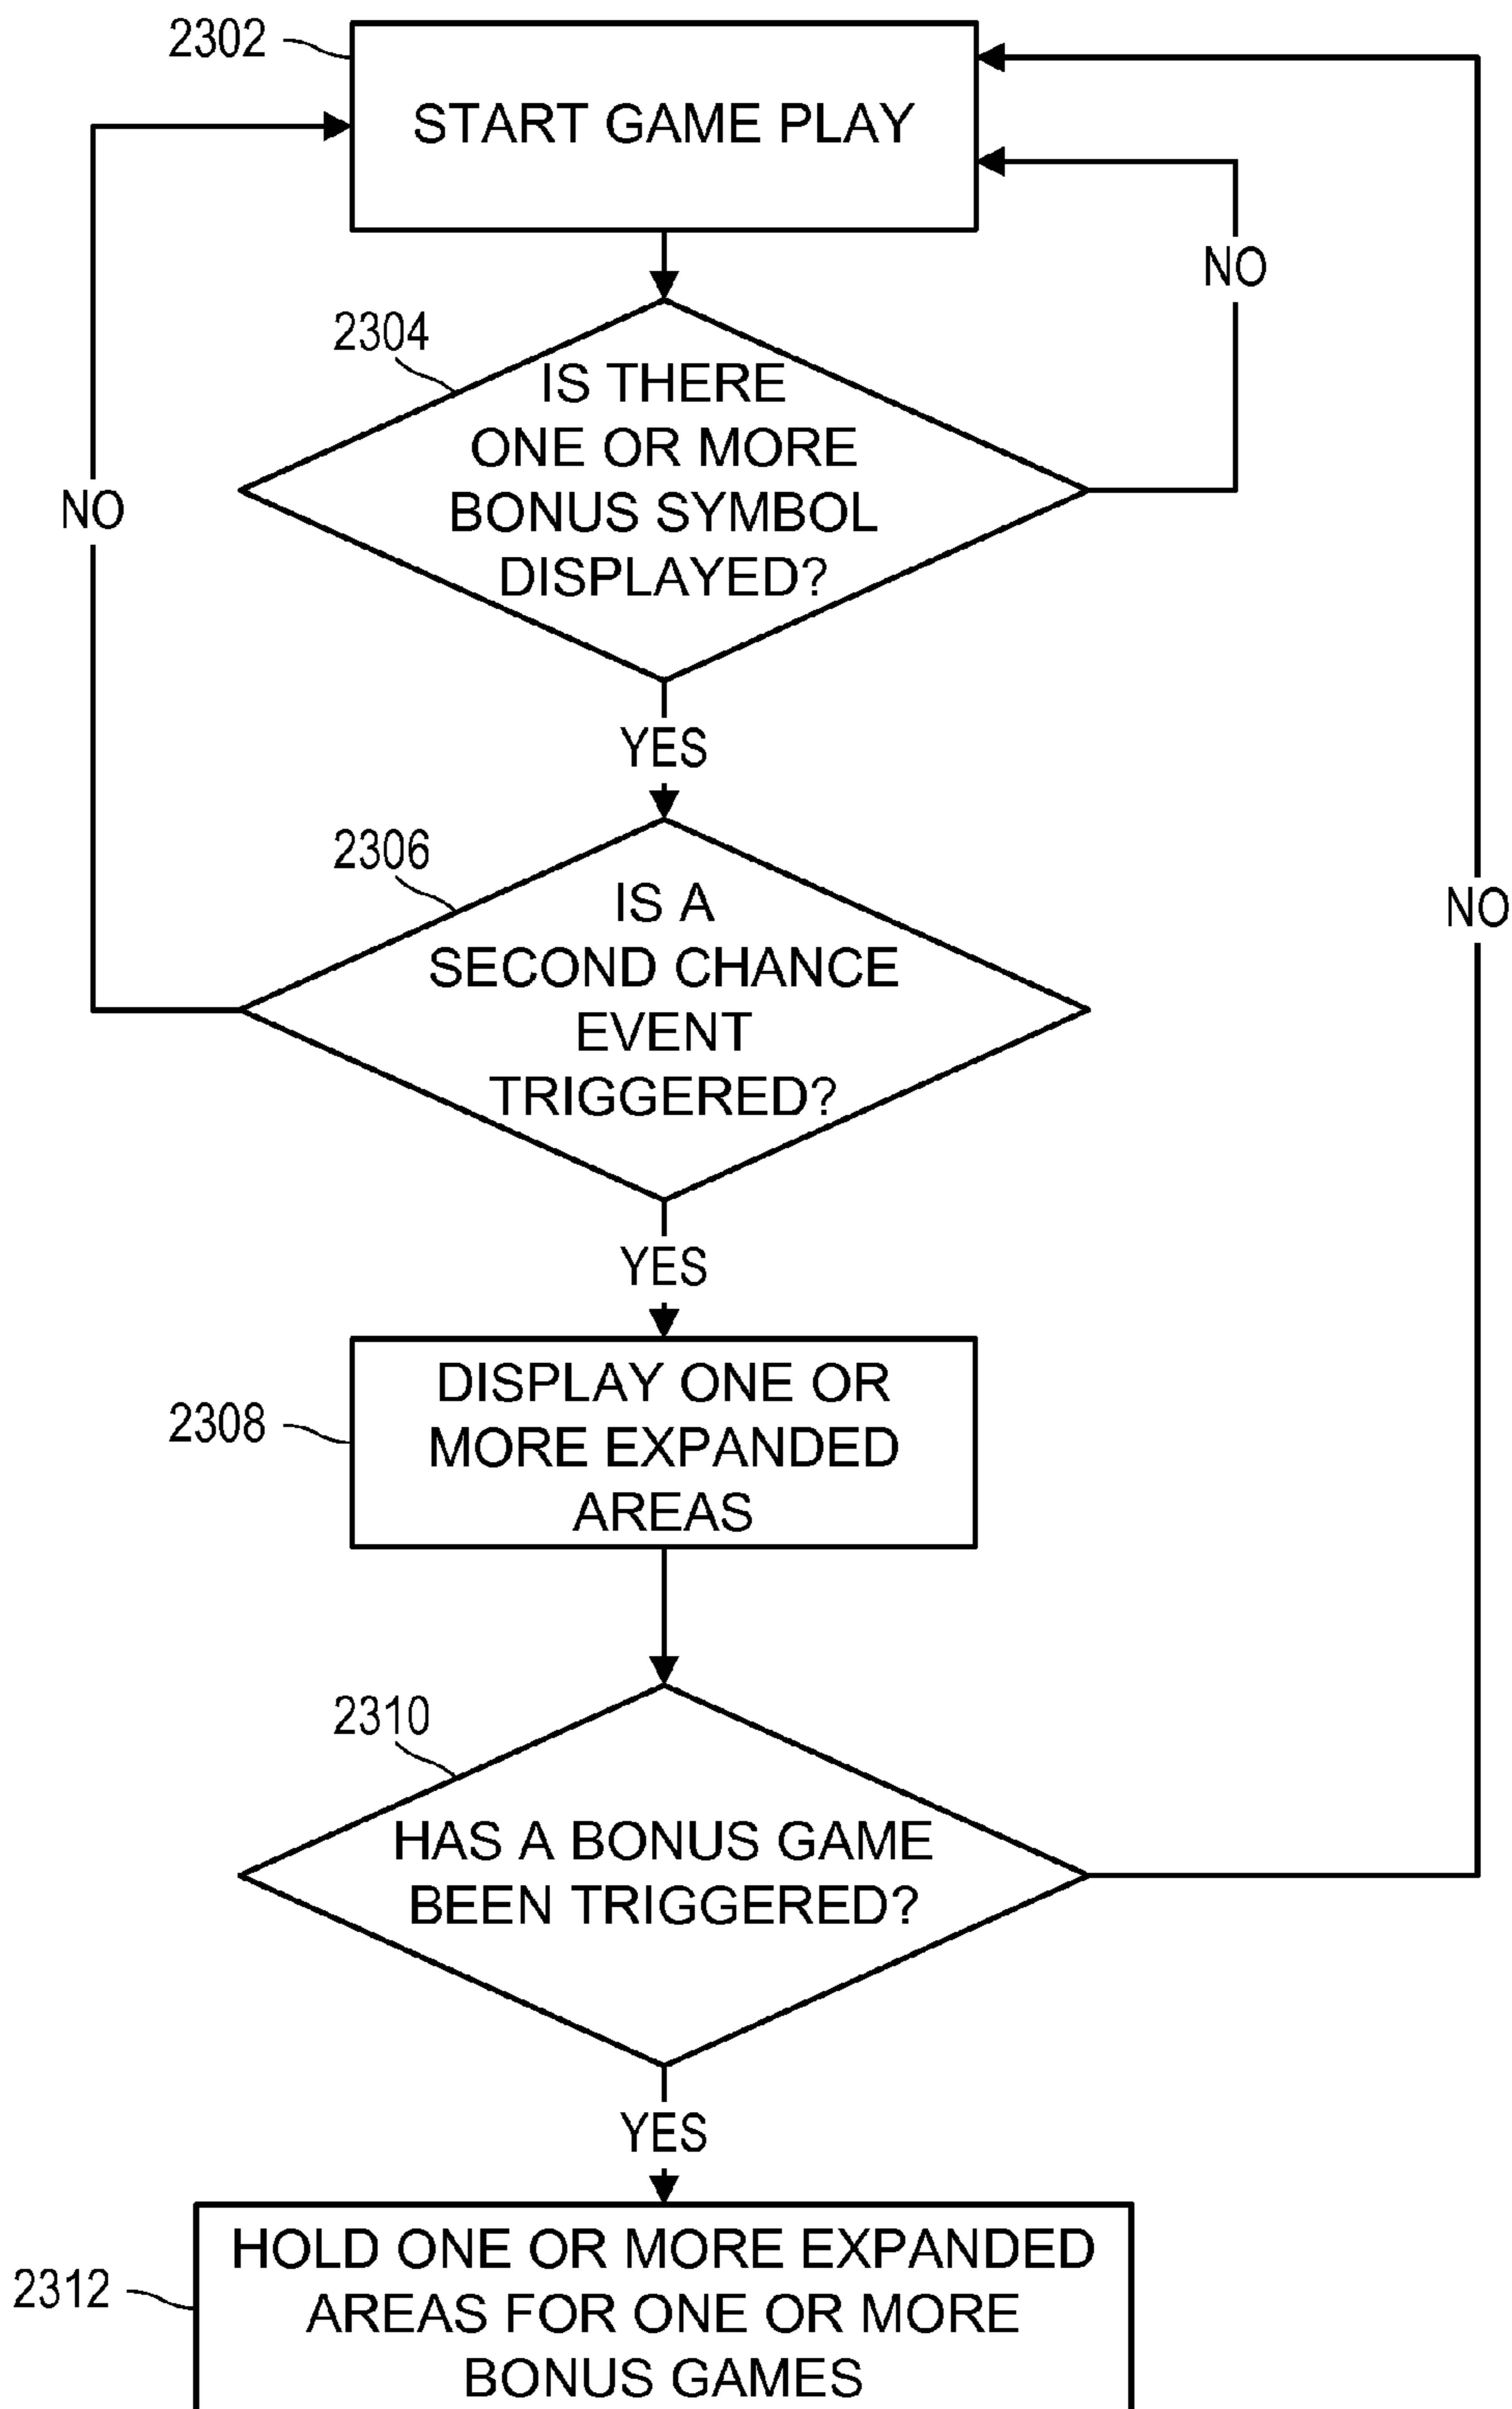 2302
START GAME PLAY
NO
2304
IS THERE
ONE OR MORE
BONUS SYMBOL
DISPLAYED?
NO
YES
2306
IS A
SECOND CHANCE
EVENT
TRIGGERED?
NO
YES
2308
DISPLAY ONE OR
MORE EXPANDED
AREAS
2310
HAS A BONUS GAME
BEEN TRIGGERED?
YES
2312
HOLD ONE OR MORE EXPANDED
AREAS FOR ONE OR MORE
BONUS GAMES